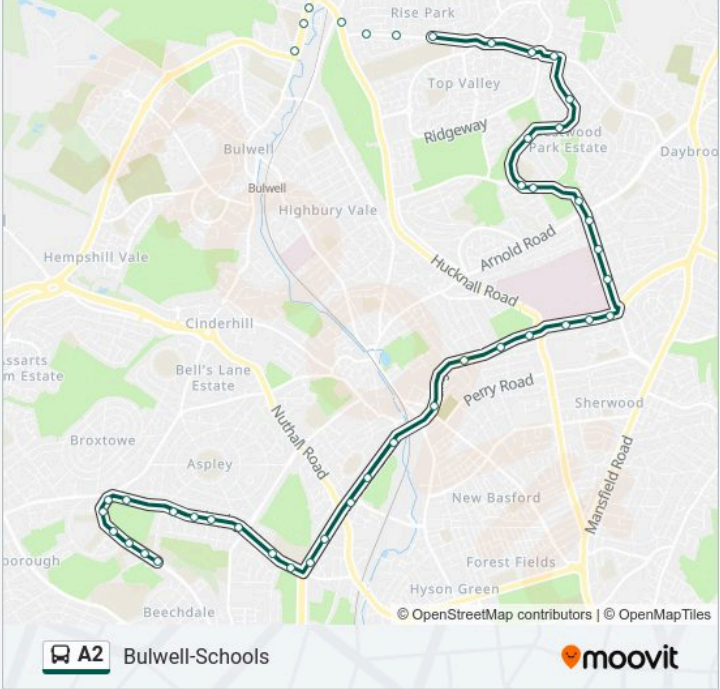 Rise Park
Top Valley
Ridgeway
Bulwell
Park Estate
Daybroo
Bulwell
Highbury Vale
Arnold Road
Hempshill Vale
Hucknall Road
Cinderhill
ssarts
m Estate
Bell's Lane
Estate
Perry Road
Sherwood
Nuthall Road
Broxtowe
Mansfield Road
Aspley
New Basford
borough
Forest Fields
Hyson Green
Beechdale
© OpenStreetMap contributors | © OpenMapTiles
A2 Bulwell-Schools
moovit